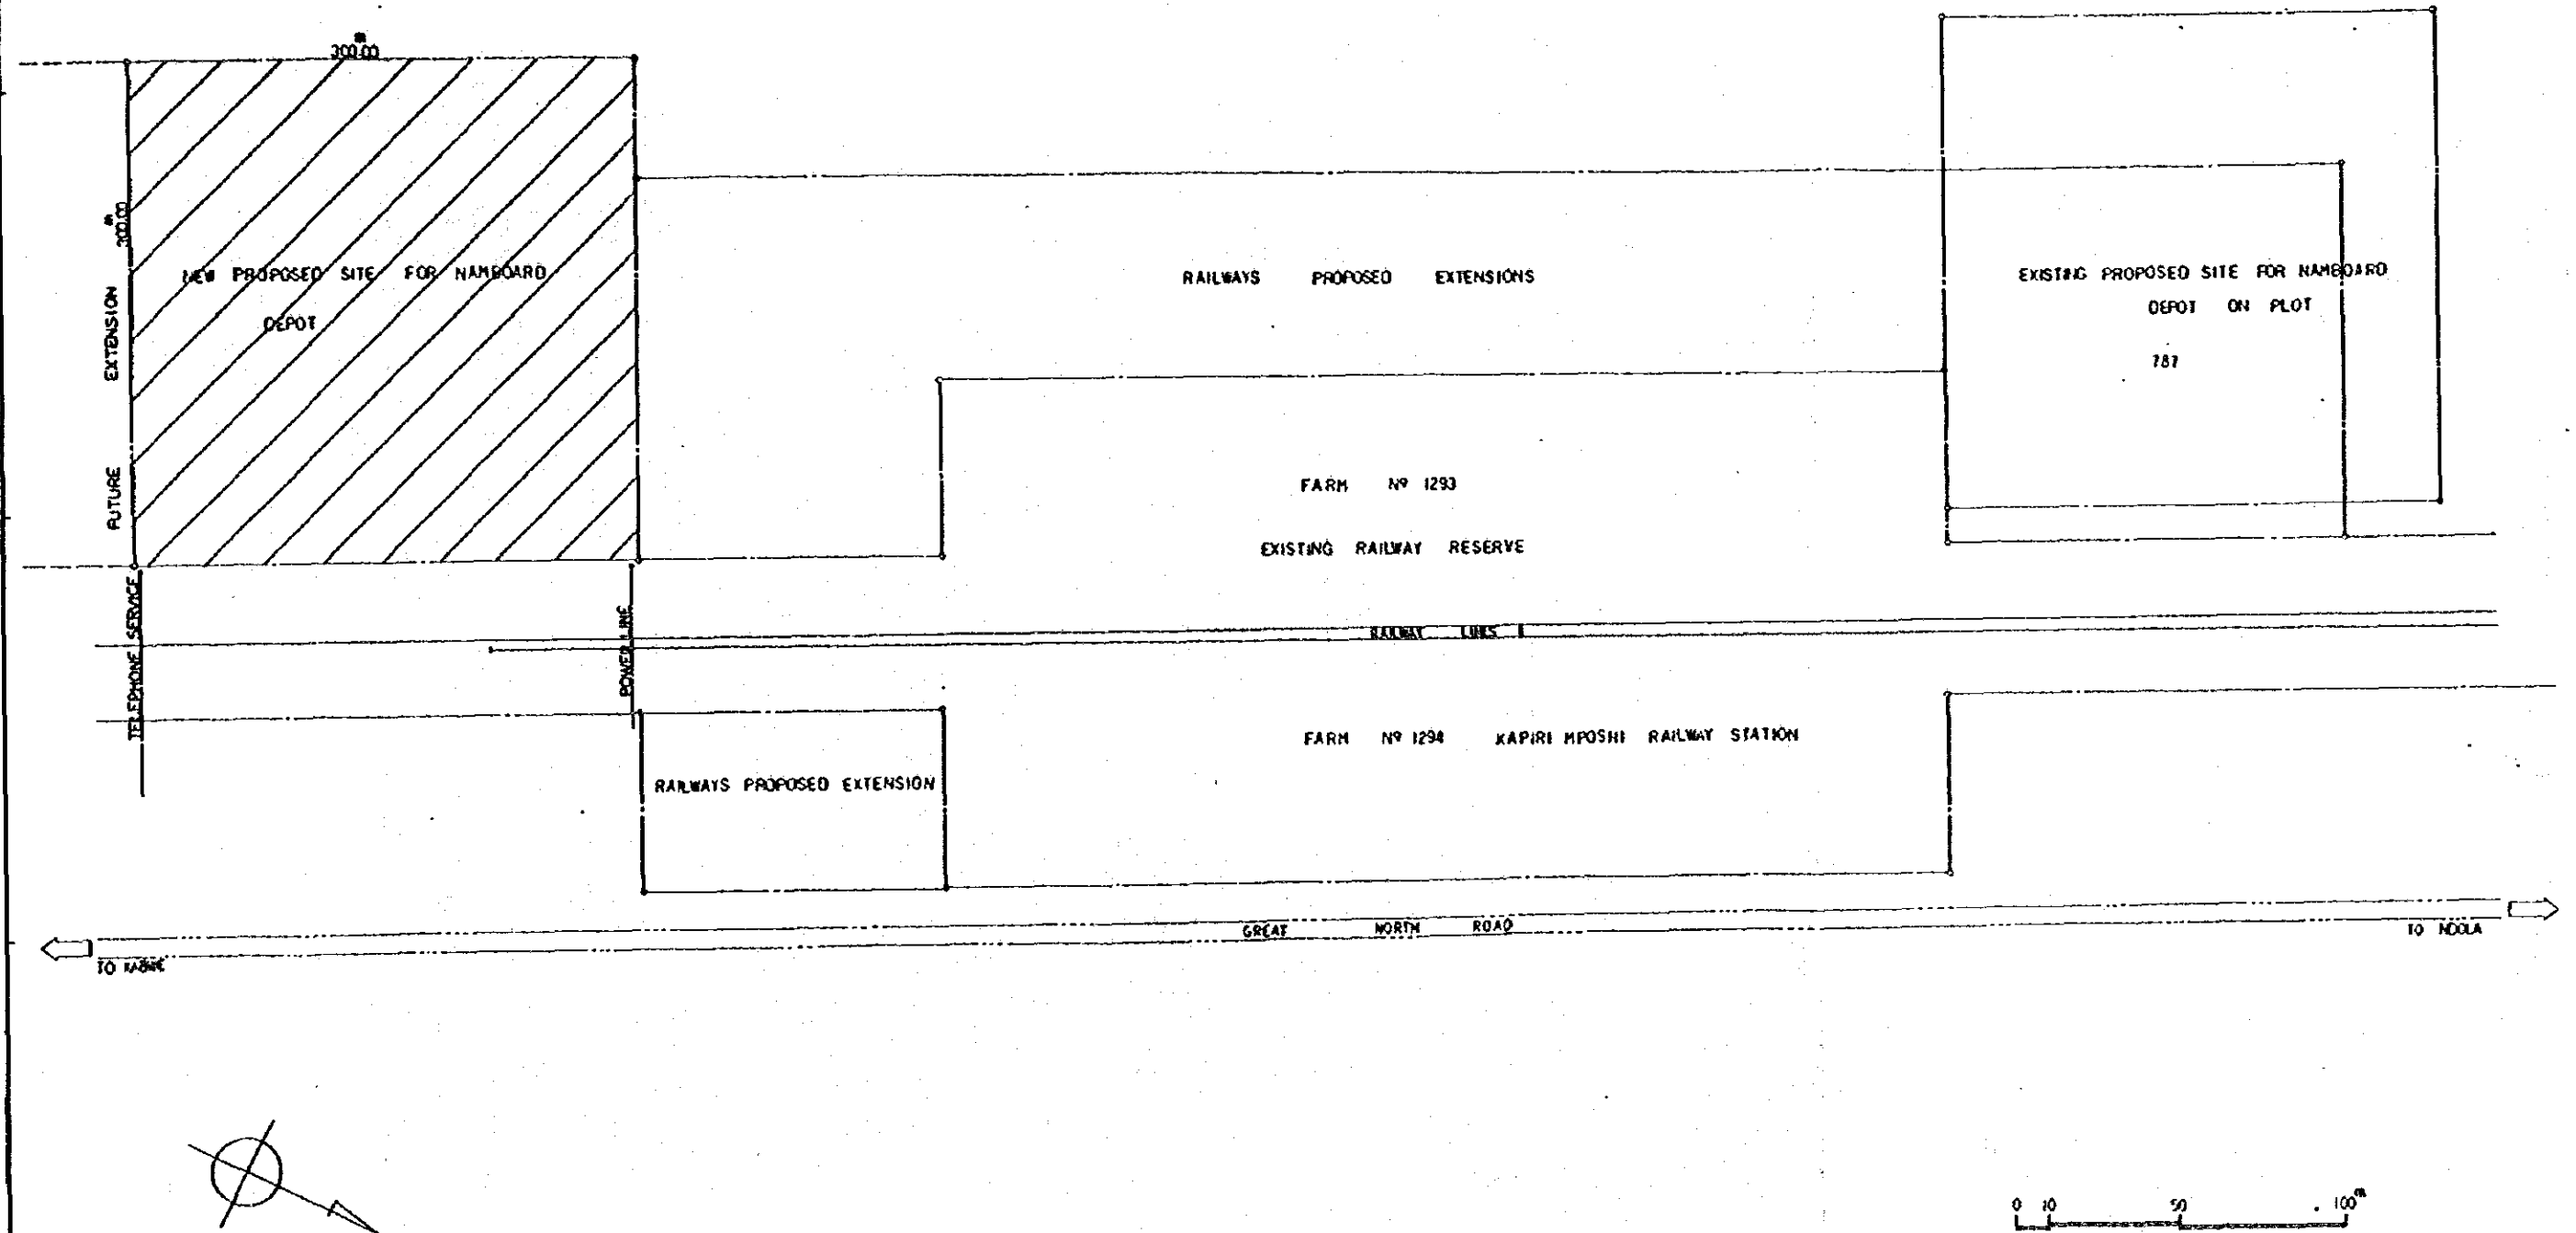 300.00 m
300.00 m
FUTURE EXTENSION
NEW PROPOSED SITE FOR NAMBOARD
DEPOT
RAILWAYS PROPOSED EXTENSIONS
EXISTING PROPOSED SITE FOR NAMBOARD
DEPOT ON PLOT
787
FARM Nº 1293
EXISTING RAILWAY RESERVE
TELEPHONE SERVICE
POWER LINE
RAILWAY LINES
FARM Nº 1294 KAPIRI MPOSHI RAILWAY STATION
RAILWAYS PROPOSED EXTENSION
GREAT NORTH ROAD
TO KABWE
TO NDOLA
0 10 50 100 m